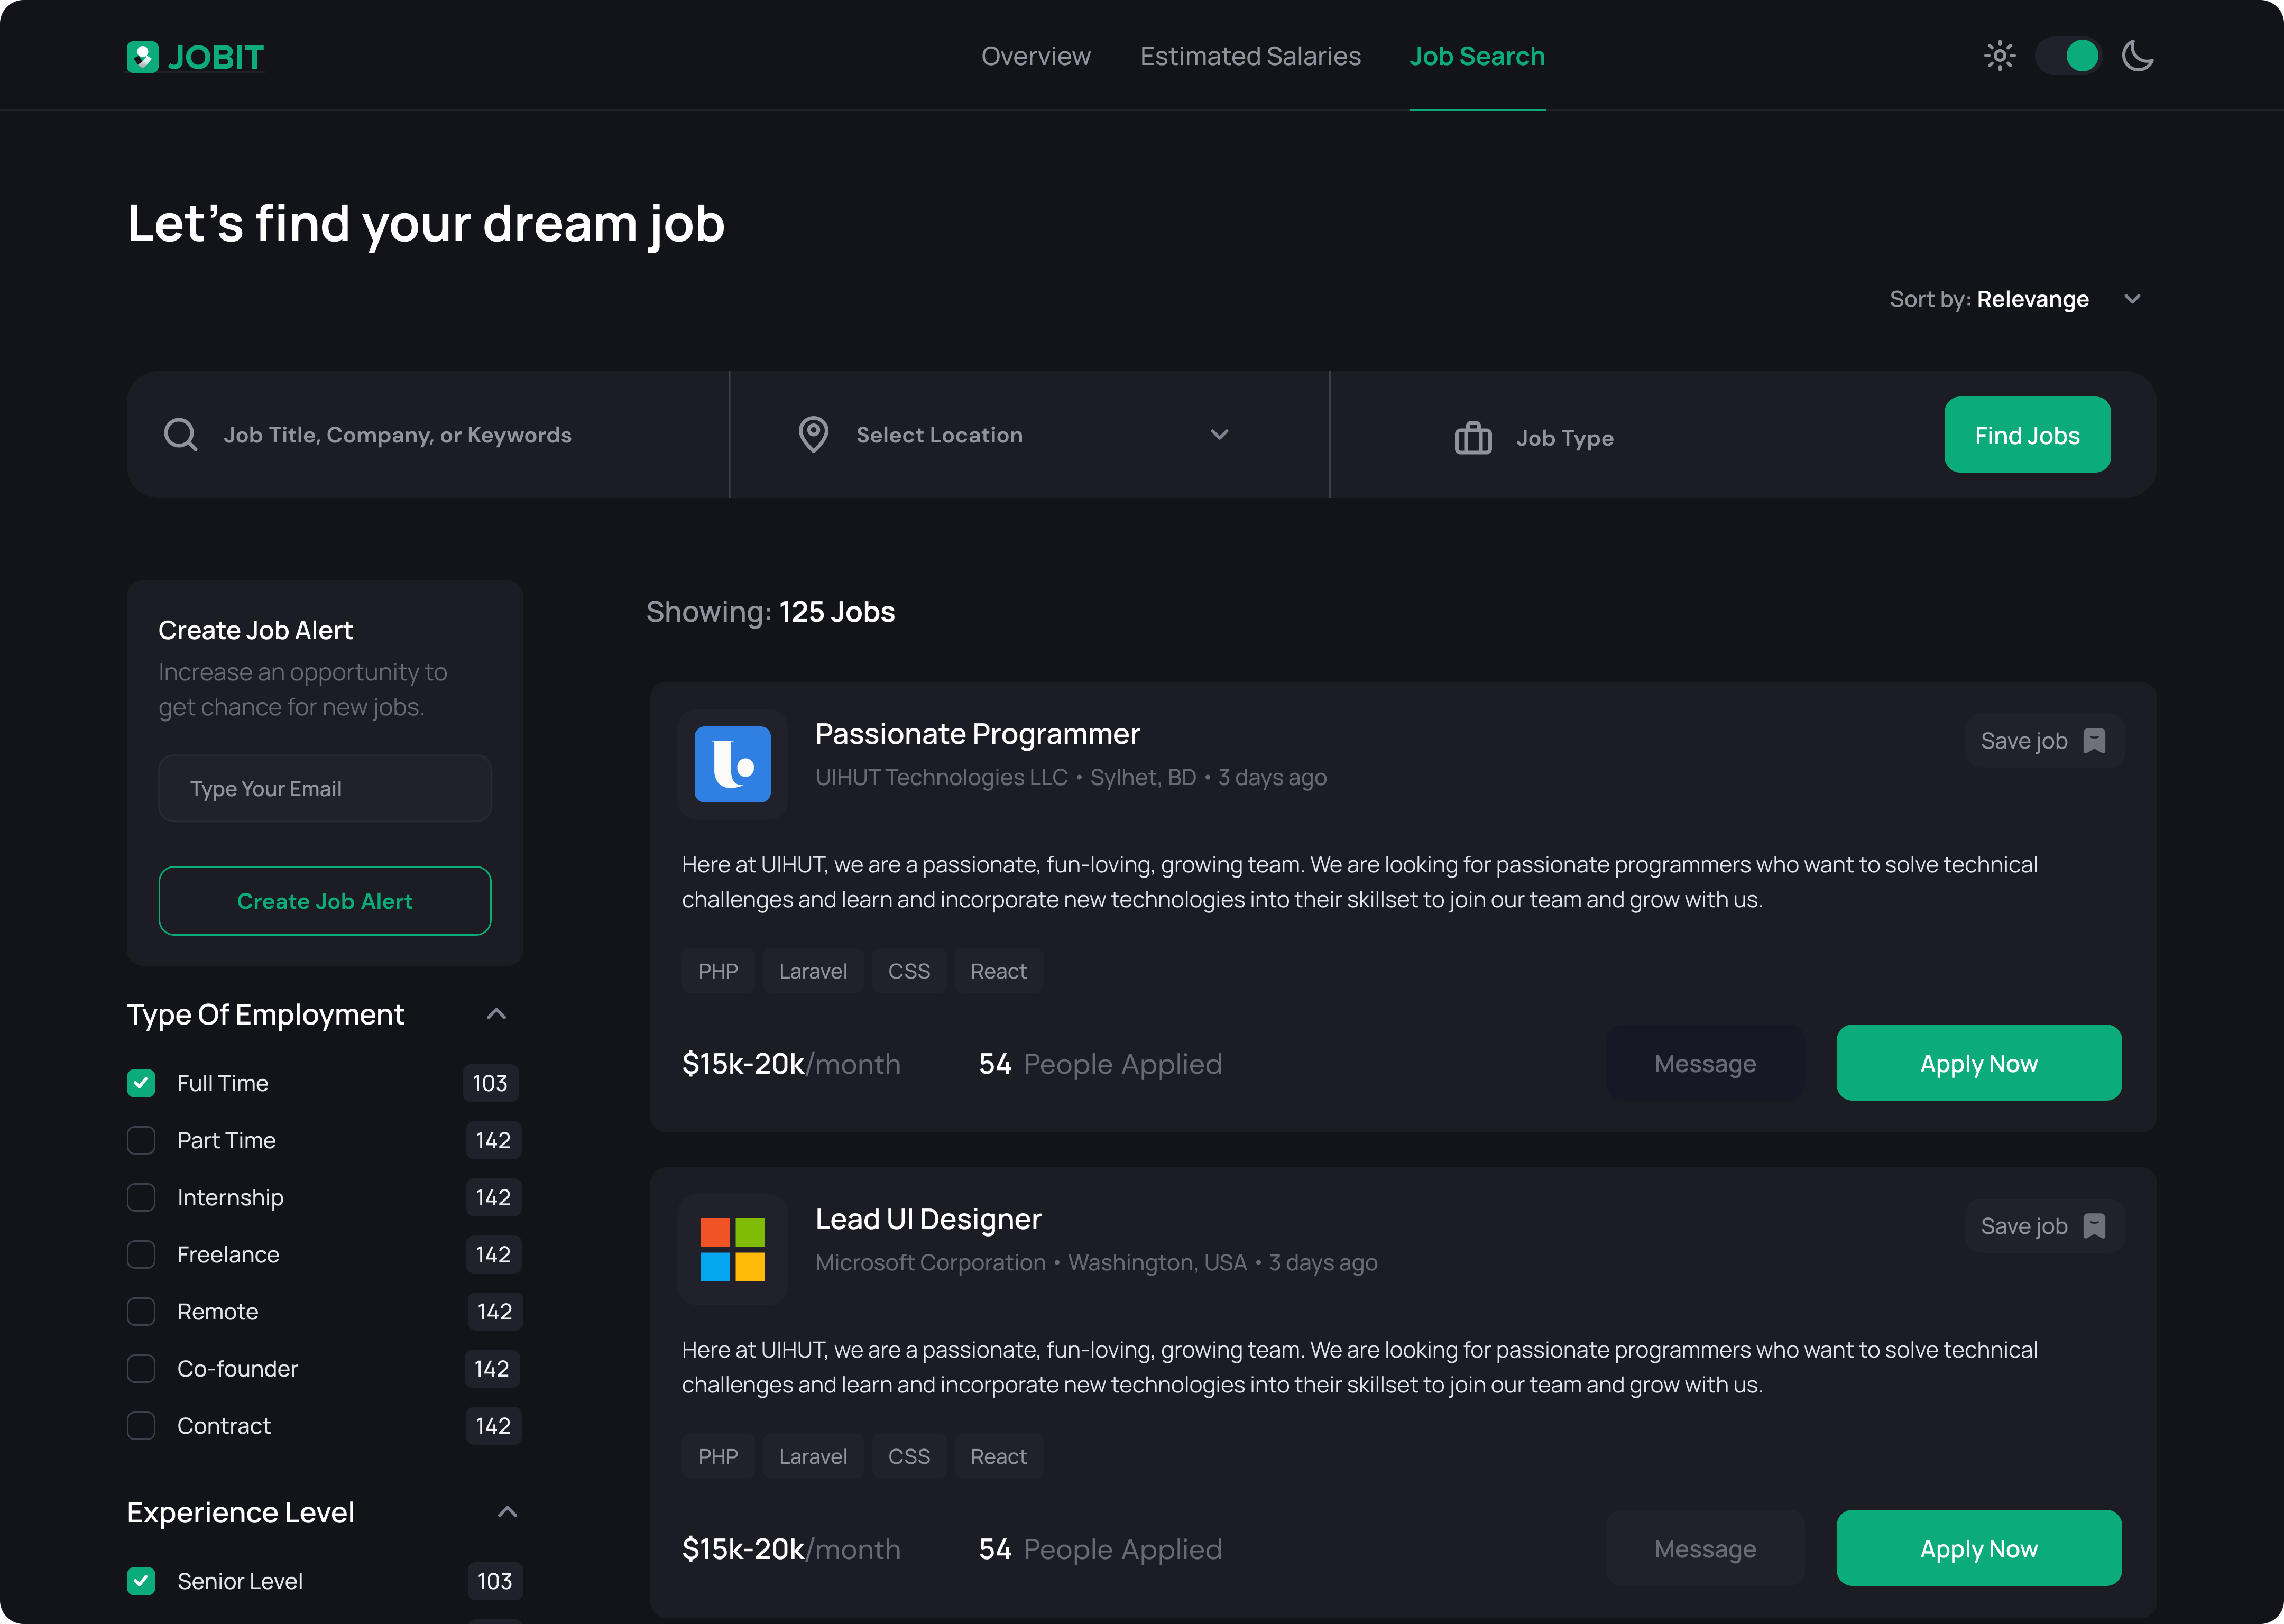 JOBIT
Overview
Estimated Salaries
Job Search
Let's find your dream job
Sort by: Relevange
Job Title, Company, or Keywords
Select Location
Job Type
Find Jobs
Create Job Alert
Increase an opportunity to
get chance for new jobs.
Type Your Email
Create Job Alert
Type Of Employment
Full Time 103
Part Time 142
Internship 142
Freelance 142
Remote 142
Co-founder 142
Contract 142
Experience Level
Senior Level 103
Showing: 125 Jobs
Passionate Programmer
UIHUT Technologies LLC • Sylhet, BD • 3 days ago
Save job
Here at UIHUT, we are a passionate, fun-loving, growing team. We are looking for passionate programmers who want to solve technical
challenges and learn and incorporate new technologies into their skillset to join our team and grow with us.
PHP Laravel CSS React
$15k-20k/month
54 People Applied
Message
Apply Now
Lead UI Designer
Microsoft Corporation • Washington, USA • 3 days ago
Save job
Here at UIHUT, we are a passionate, fun-loving, growing team. We are looking for passionate programmers who want to solve technical
challenges and learn and incorporate new technologies into their skillset to join our team and grow with us.
PHP Laravel CSS React
$15k-20k/month
54 People Applied
Message
Apply Now